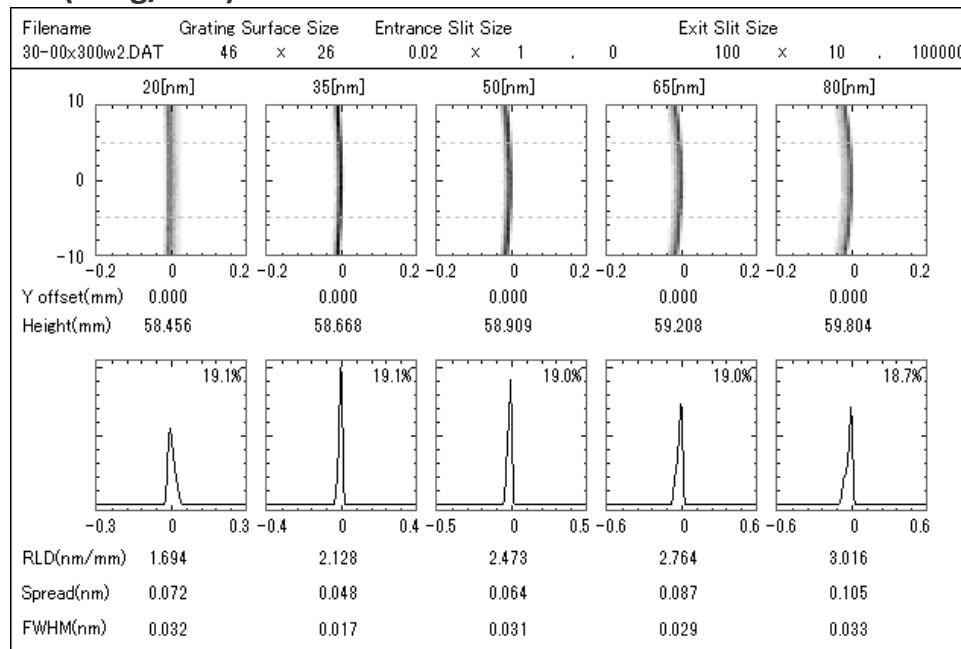 Filename Grating Surface Size Entrance Slit Size Exit Slit Size
30-00x300w2.DAT 46 × 26 0.02 × 1 . 0 100 × 10 . 100000
20[nm] 35[nm] 50[nm] 65[nm] 80[nm]
10
0
-10
-0.2 0 0.2 -0.2 0 0.2 -0.2 0 0.2 -0.2 0 0.2 -0.2 0 0.2
Y offset(mm) 0.000 0.000 0.000 0.000 0.000
Height(mm) 58.456 58.668 58.909 59.208 59.804
19.1% 19.1% 19.0% 19.0% 18.7%
-0.3 0 0.3 -0.4 0 0.4 -0.5 0 0.5 -0.6 0 0.6 -0.6 0 0.6
RLD(nm/mm) 1.694 2.128 2.473 2.764 3.016
Spread(nm) 0.072 0.048 0.064 0.087 0.105
FWHM(nm) 0.032 0.017 0.031 0.029 0.033